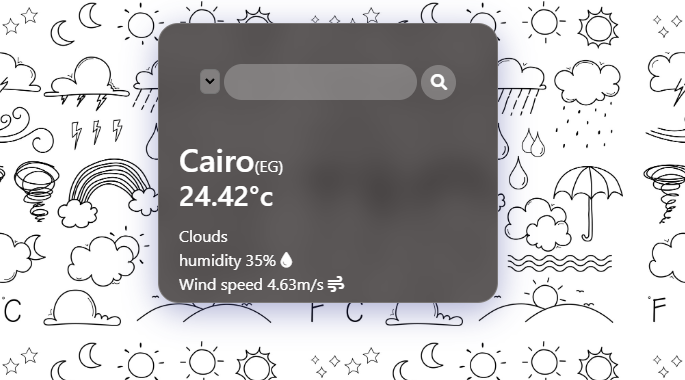 Cairo(EG)
24.42°c
Clouds
humidity 35%
Wind speed 4.63m/s
°C
F
C
°F